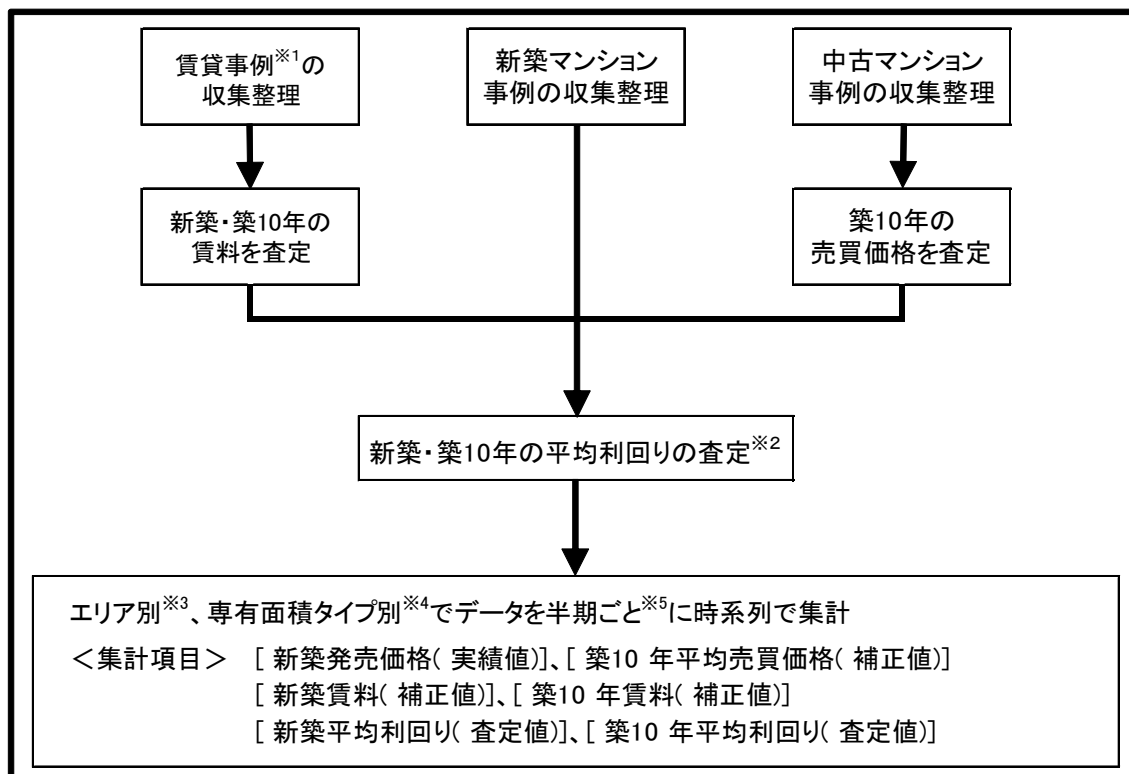 賃貸事例※1の
収集整理
新築マンション
事例の収集整理
中古マンション
事例の収集整理
新築・築10年の
賃料を査定
築10年の
売買価格を査定
新築・築10年の平均利回りの査定※2
エリア別※3、専有面積タイプ別※4でデータを半期ごと※5に時系列で集計
＜集計項目＞ [ 新築発売価格( 実績値)]、[ 築10 年平均売買価格( 補正値)]
[ 新築賃料( 補正値)]、[ 築10 年賃料( 補正値)]
[ 新築平均利回り( 査定値)]、[ 築10 年平均利回り( 査定値)]